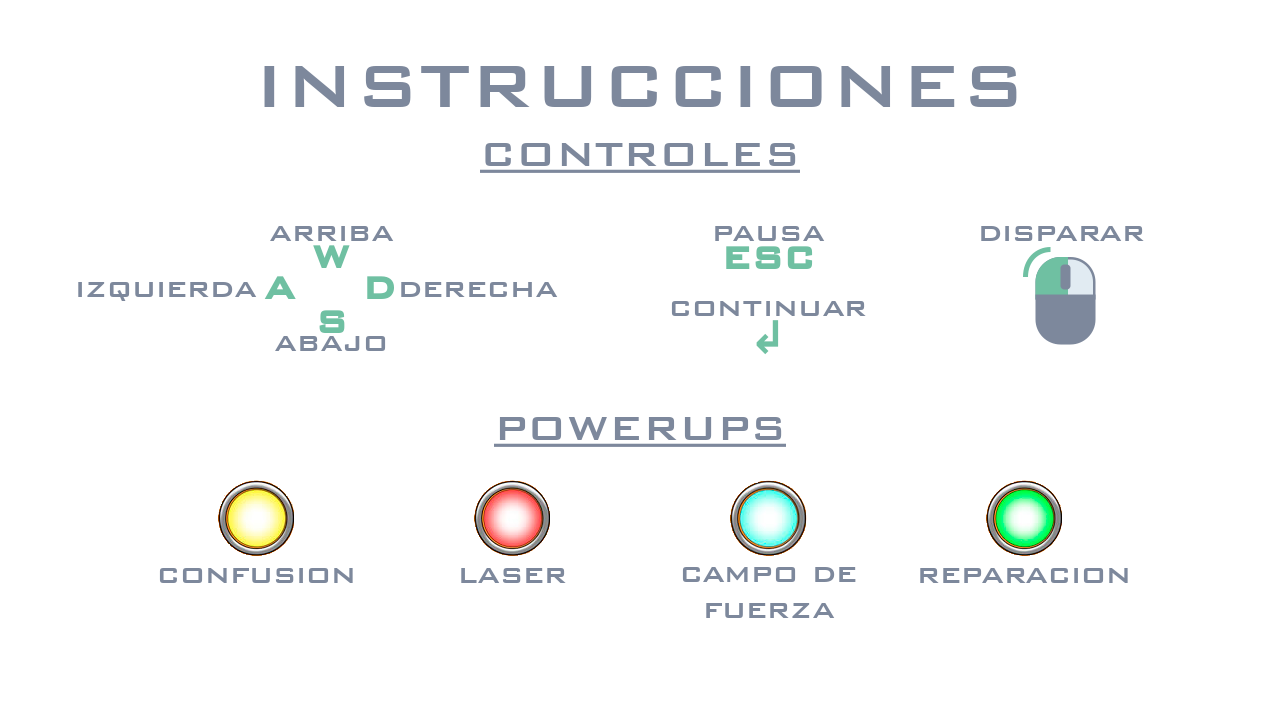 INSTRUCCIONES
CONTROLES
ARRIBA
W
IZQUIERDA A D DERECHA
S
ABAJO
PAUSA
ESC
CONTINUAR
↲
DISPARAR
POWERUPS
CONFUSION
LASER
CAMPO DE
FUERZA
REPARACION